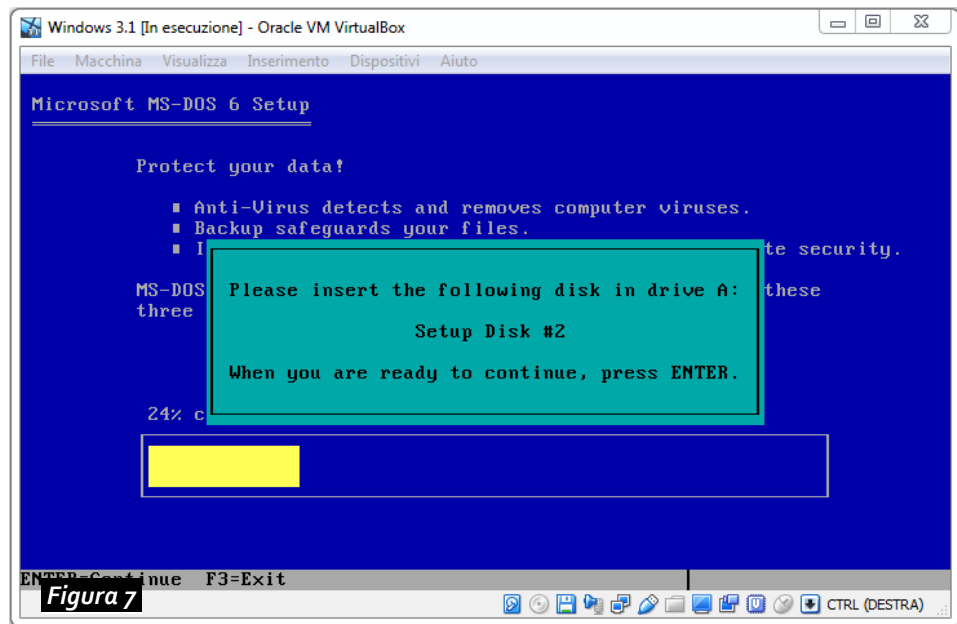 Windows 3.1 [In esecuzione] - Oracle VM VirtualBox
File Macchina Visualizza Inserimento Dispositivi Aiuto
Microsoft MS-DOS 6 Setup
Protect your data!
Anti-Virus detects and removes computer viruses.
Backup safeguards your files.
I te security.
MS-DOS these
three
Please insert the following disk in drive A:
Setup Disk #2
When you are ready to continue, press ENTER.
24% c
ENTER=Continue F3=Exit
Figura 7
CTRL (DESTRA)